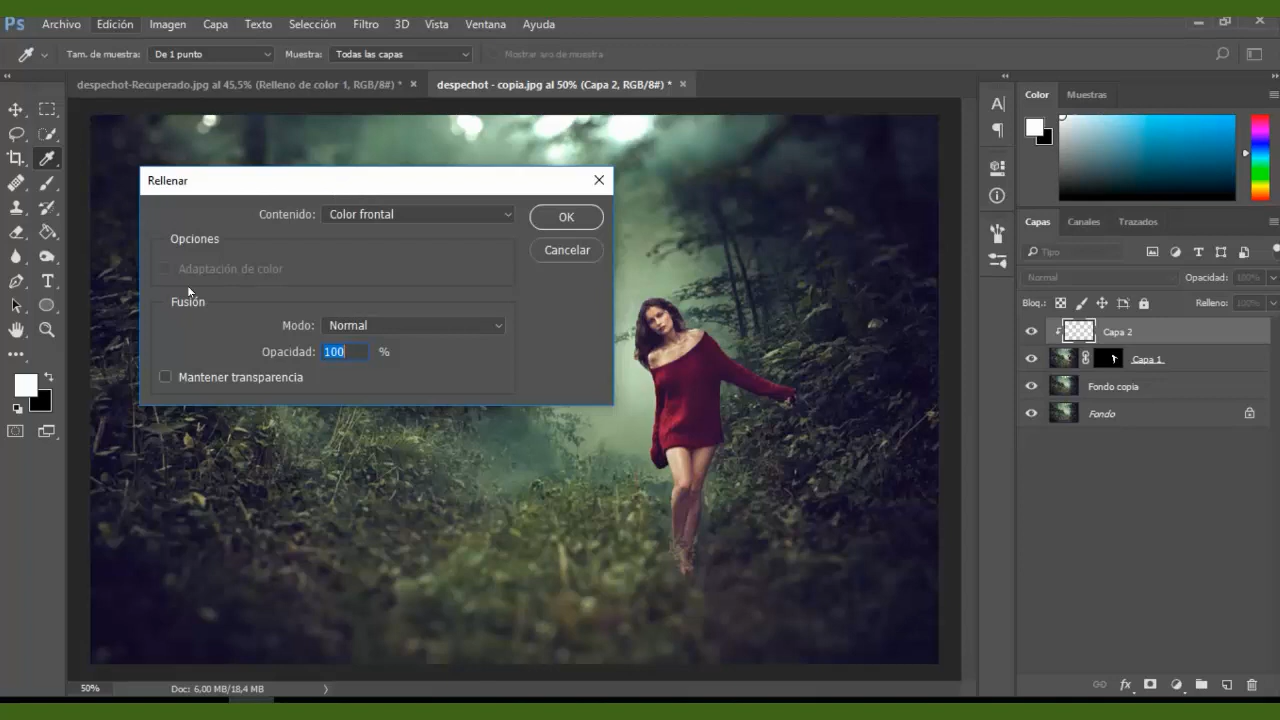 Ps Archivo Edición Imagen Capa Texto Selección Filtro 3D Vista Ventana Ayuda
Tam. de muestra: De 1 punto Muestra: Todas las capas Mostrar aro de muestra
despechot-Recuperado.jpg al 45,5% (Relleno de color 1, RGB/8#) *
despechot - copia.jpg al 50% (Capa 2, RGB/8#) *
Rellenar
Contenido: Color frontal
OK
Opciones
Cancelar
Adaptación de color
Fusión
Modo: Normal
Opacidad: 100 %
Mantener transparencia
Color Muestras
Capas Canales Trazados
Tipo
Normal Opacidad: 100%
Bloq.: Relleno: 100%
Capa 2
Capa 1
Fondo copia
Fondo
50% Doc: 6,00 MB/18,4 MB